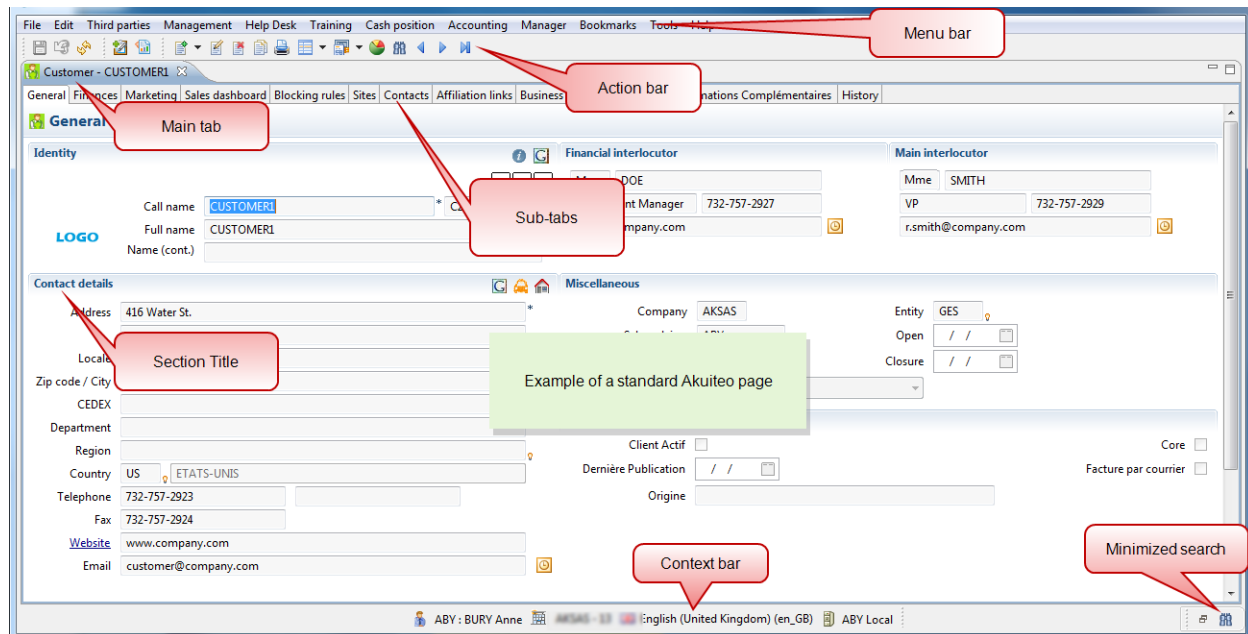 File Edit Third parties Management Help Desk Training Cash position Accounting Manager Bookmarks Tools Help
Menu bar
Action bar
Customer - CUSTOMER1
General Finances Marketing Sales dashboard Blocking rules Sites Contacts Affiliation links Business
mations Complémentaires History
Main tab
General
Identity
Financial interlocutor
Main interlocutor
DOE
Mme SMITH
Call name CUSTOMER1 *
nt Manager 732-757-2927
VP 732-757-2929
Sub-tabs
LOGO
Full name CUSTOMER1
mpany.com
r.smith@company.com
Name (cont.)
Contact details
Miscellaneous
Address 416 Water St. *
Company AKSAS
Entity GES
Open / /
Section Title
Locale
Closure / /
Example of a standard Akuiteo page
Zip code / City
CEDEX
Department
Region
Client Actif
Core
Country US ETATS-UNIS
Dernière Publication / /
Facture par courrier
Telephone 732-757-2923
Origine
Fax 732-757-2924
Website www.company.com
Email customer@company.com
Context bar
Minimized search
ABY : BURY Anne
English (United Kingdom) (en_GB) ABY Local